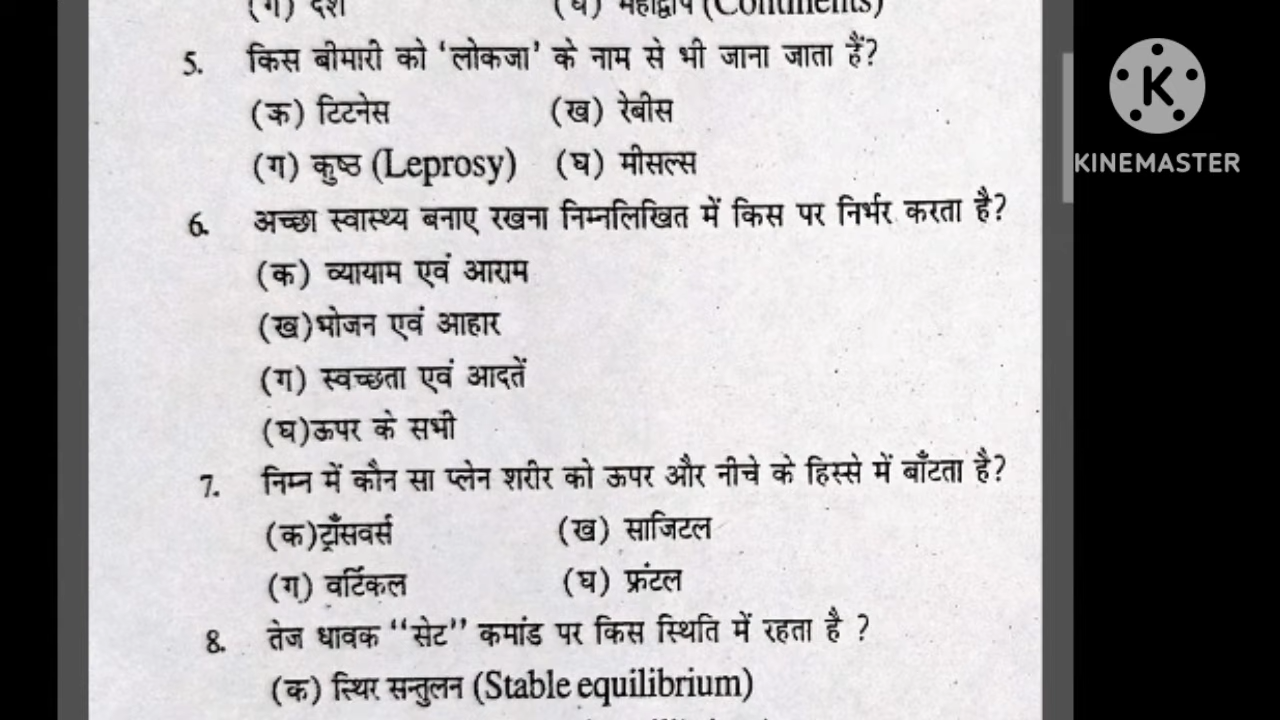 (ग) देश (घ) महाद्वीप (Continents)
5. किस बीमारी को ‘लोकजा’ के नाम से भी जाना जाता हैं?
(क) टिटनेस (ख) रेबीस
(ग) कुष्ठ (Leprosy) (घ) मीसल्स
6. अच्छा स्वास्थ्य बनाए रखना निम्नलिखित में किस पर निर्भर करता है?
(क) व्यायाम एवं आराम
(ख)भोजन एवं आहार
(ग) स्वच्छता एवं आदतें
(घ)ऊपर के सभी
7. निम्न में कौन सा प्लेन शरीर को ऊपर और नीचे के हिस्से में बाँटता है?
(क)ट्राँसवर्स (ख) साजिटल
(ग) वर्टिकल (घ) फ्रंटल
8. तेज धावक ‘‘सेट’’ कमांड पर किस स्थिति में रहता है ?
(क) स्थिर सन्तुलन (Stable equilibrium)
K
KINEMASTER